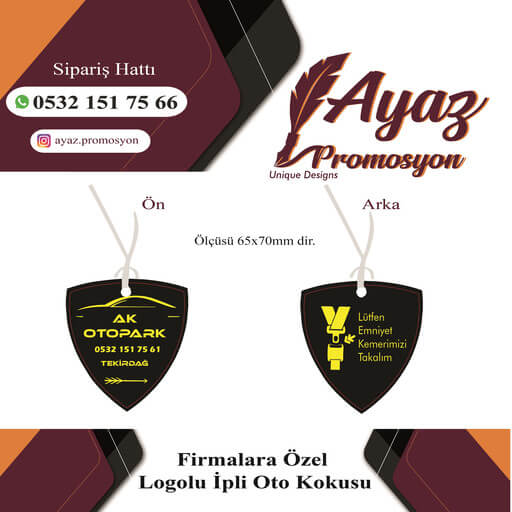 Sipariş Hattı
0532 151 75 66
ayaz.promosyon
Ayaz
Promosyon
Unique Designs
Ön
Arka
Ölçüsü 65x70mm dir.
AK
OTOPARK
0532 151 75 61
TEKİRDAĞ
Lütfen
Emniyet
Kemerimizi
Takalım
Firmalara Özel
Logolu İpli Oto Kokusu